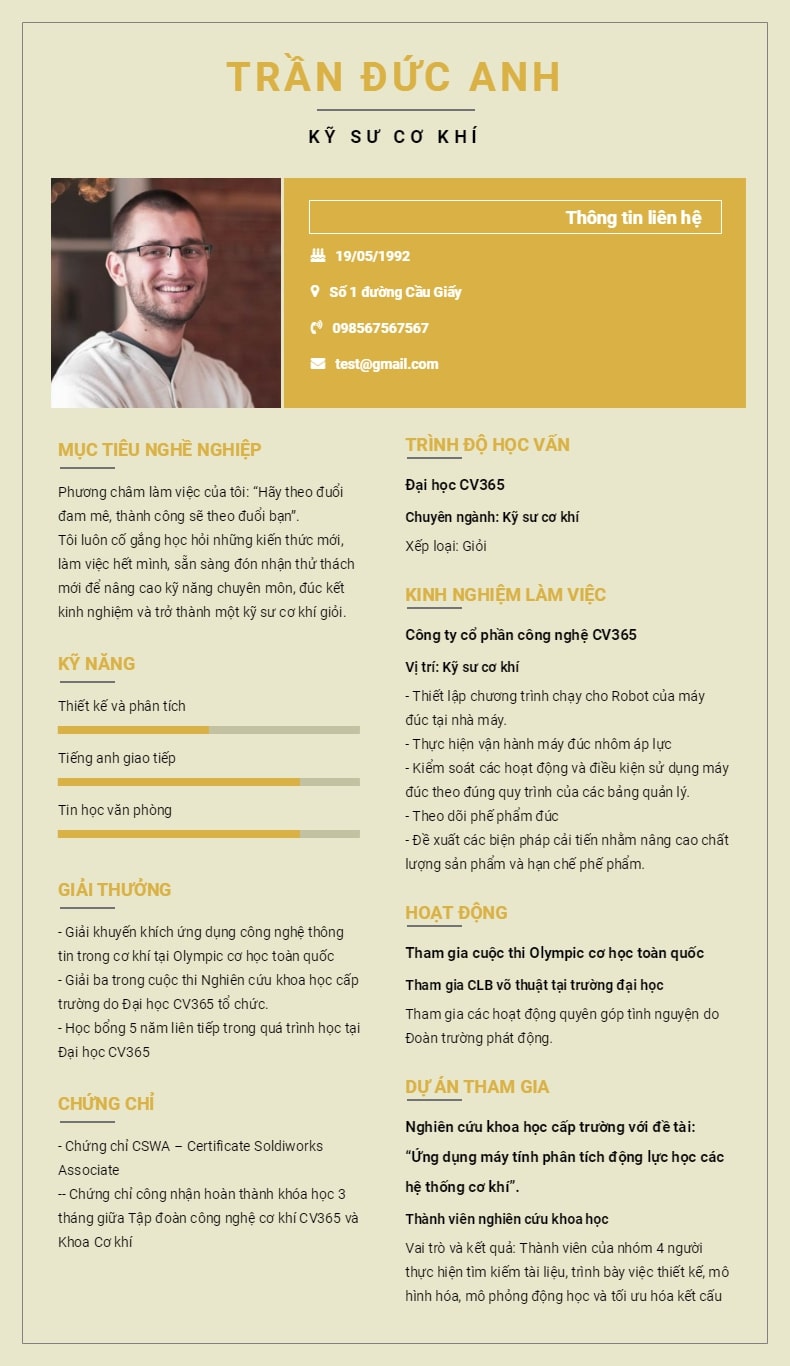 TRẦN ĐỨC ANH
KỸ SƯ CƠ KHÍ
Thông tin liên hệ
19/05/1992
Số 1 đường Cầu Giấy
098567567567
test@gmail.com
MỤC TIÊU NGHỀ NGHIỆP
Phương châm làm việc của tôi: “Hãy theo đuổi
đam mê, thành công sẽ theo đuổi bạn”.
Tôi luôn cố gắng học hỏi những kiến thức mới,
làm việc hết mình, sẵn sàng đón nhận thử thách
mới để nâng cao kỹ năng chuyên môn, đúc kết
kinh nghiệm và trở thành một kỹ sư cơ khí giỏi.
KỸ NĂNG
Thiết kế và phân tích
Tiếng anh giao tiếp
Tin học văn phòng
GIẢI THƯỞNG
- Giải khuyến khích ứng dụng công nghệ thông
tin trong cơ khí tại Olympic cơ học toàn quốc
- Giải ba trong cuộc thi Nghiên cứu khoa học cấp
trường do Đại học CV365 tổ chức.
- Học bổng 5 năm liên tiếp trong quá trình học tại
Đại học CV365
CHỨNG CHỈ
- Chứng chỉ CSWA – Certificate Soldiworks
Associate
-- Chứng chỉ công nhận hoàn thành khóa học 3
tháng giữa Tập đoàn công nghệ cơ khí CV365 và
Khoa Cơ khí
TRÌNH ĐỘ HỌC VẤN
Đại học CV365
Chuyên ngành: Kỹ sư cơ khí
Xếp loại: Giỏi
KINH NGHIỆM LÀM VIỆC
Công ty cổ phần công nghệ CV365
Vị trí: Kỹ sư cơ khí
- Thiết lập chương trình chạy cho Robot của máy
đúc tại nhà máy.
- Thực hiện vận hành máy đúc nhôm áp lực
- Kiểm soát các hoạt động và điều kiện sử dụng máy
đúc theo đúng quy trình của các bảng quản lý.
- Theo dõi phế phẩm đúc
- Đề xuất các biện pháp cải tiến nhằm nâng cao chất
lượng sản phẩm và hạn chế phế phẩm.
HOẠT ĐỘNG
Tham gia cuộc thi Olympic cơ học toàn quốc
Tham gia CLB võ thuật tại trường đại học
Tham gia các hoạt động quyên góp tình nguyện do
Đoàn trường phát động.
DỰ ÁN THAM GIA
Nghiên cứu khoa học cấp trường với đề tài:
“Ứng dụng máy tính phân tích động lực học các
hệ thống cơ khí”.
Thành viên nghiên cứu khoa học
Vai trò và kết quả: Thành viên của nhóm 4 người
thực hiện tìm kiếm tài liệu, trình bày việc thiết kế, mô
hình hóa, mô phỏng động học và tối ưu hóa kết cấu